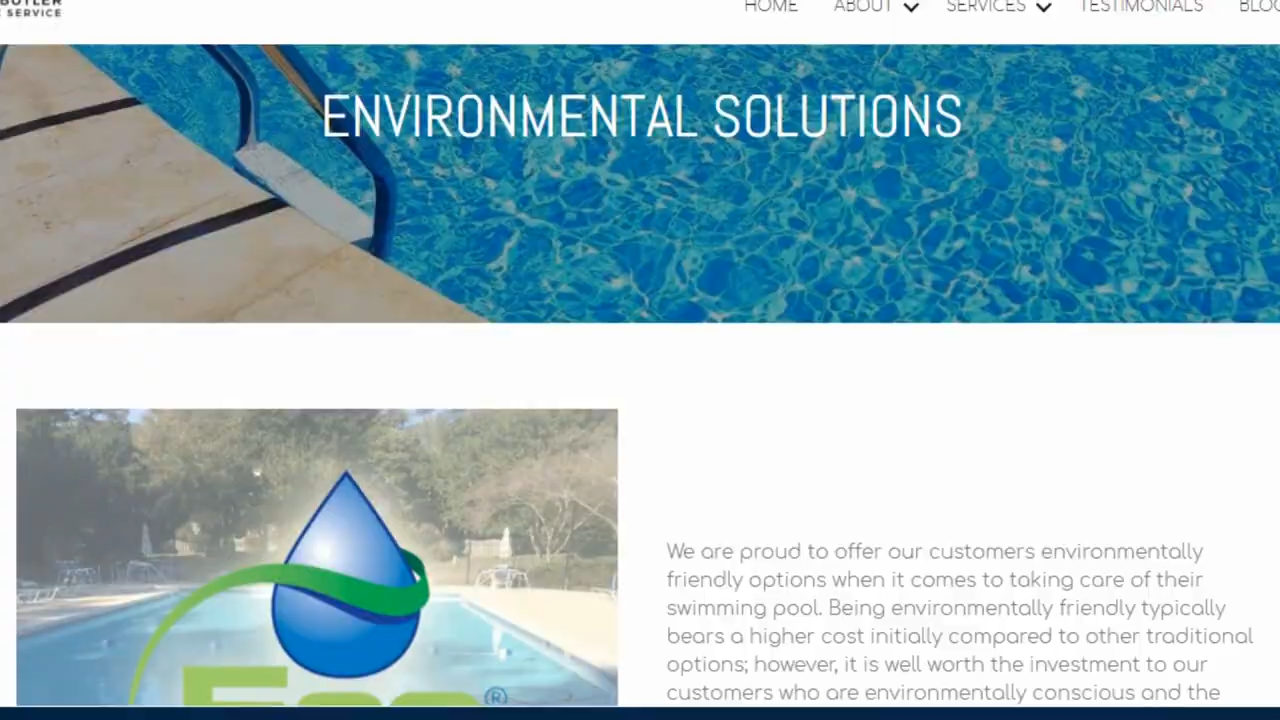 BUTLER
SERVICE
HOME ABOUT SERVICES TESTIMONIALS
ENVIRONMENTAL SOLUTIONS
We are proud to offer our customers environmentally
friendly options when it comes to taking care of their
swimming pool. Being environmentally friendly typically
bears a higher cost initially compared to other traditional
options; however, it is well worth the investment to our
customers who are environmentally conscious and the
®